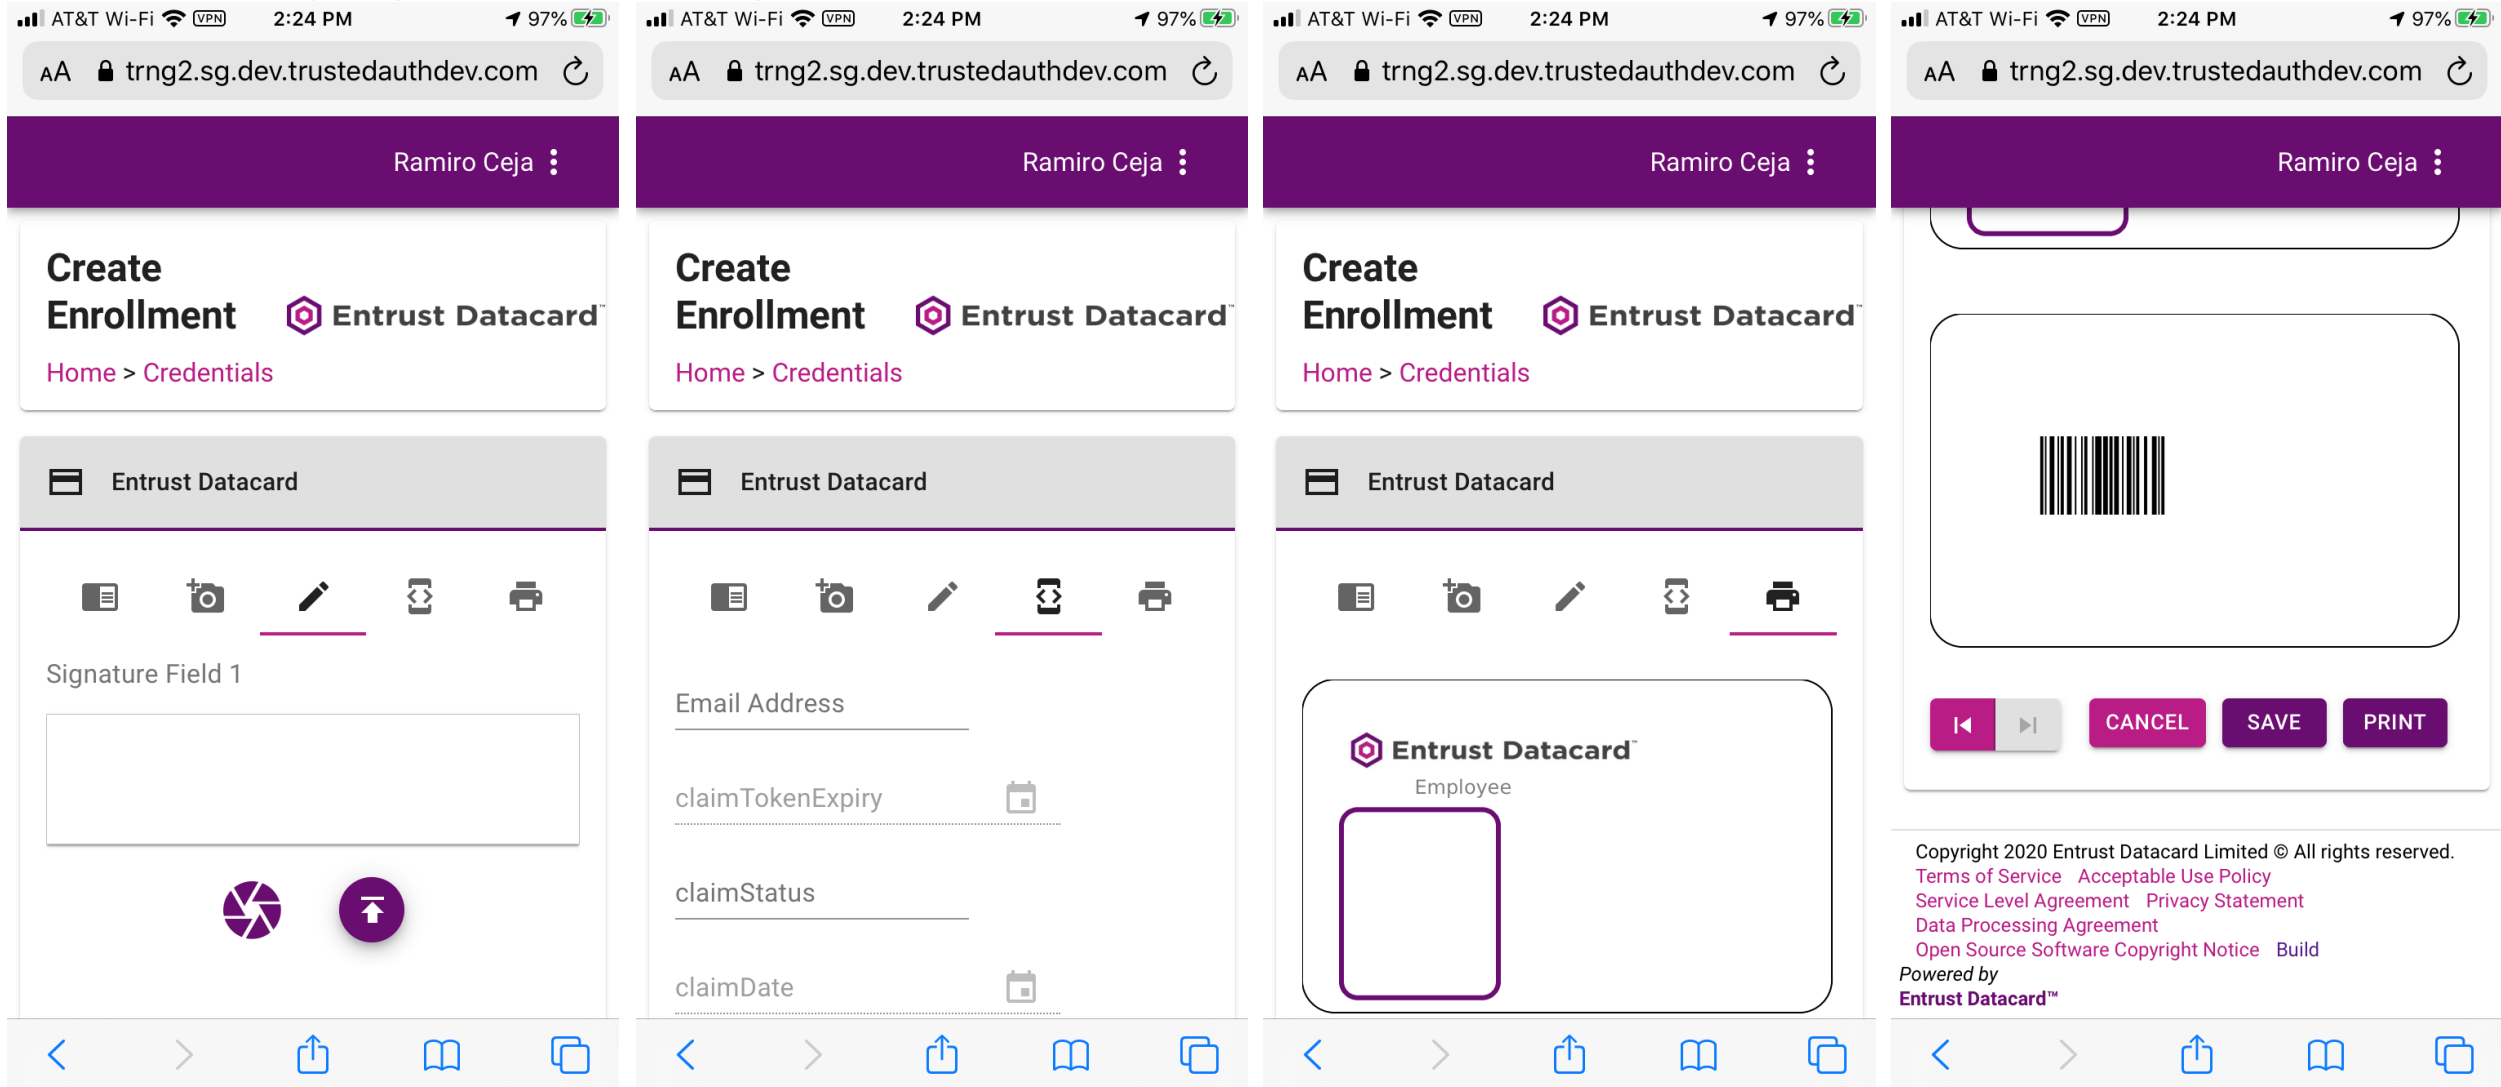 AT&T Wi-Fi VPN 2:24 PM 97%
AA trng2.sg.dev.trustedauthdev.com
Ramiro Ceja
Create
Enrollment
Entrust Datacard™
Home > Credentials
Entrust Datacard
Signature Field 1
AT&T Wi-Fi VPN 2:24 PM 97%
AA trng2.sg.dev.trustedauthdev.com
Ramiro Ceja
Create
Enrollment
Entrust Datacard™
Home > Credentials
Entrust Datacard
Email Address
claimTokenExpiry
claimStatus
claimDate
AT&T Wi-Fi VPN 2:24 PM 97%
AA trng2.sg.dev.trustedauthdev.com
Ramiro Ceja
Create
Enrollment
Entrust Datacard™
Home > Credentials
Entrust Datacard
Entrust Datacard™
Employee
AT&T Wi-Fi VPN 2:24 PM 97%
AA trng2.sg.dev.trustedauthdev.com
Ramiro Ceja
CANCEL SAVE PRINT
Copyright 2020 Entrust Datacard Limited © All rights reserved.
Terms of Service Acceptable Use Policy
Service Level Agreement Privacy Statement
Data Processing Agreement
Open Source Software Copyright Notice Build
Powered by
Entrust Datacard™